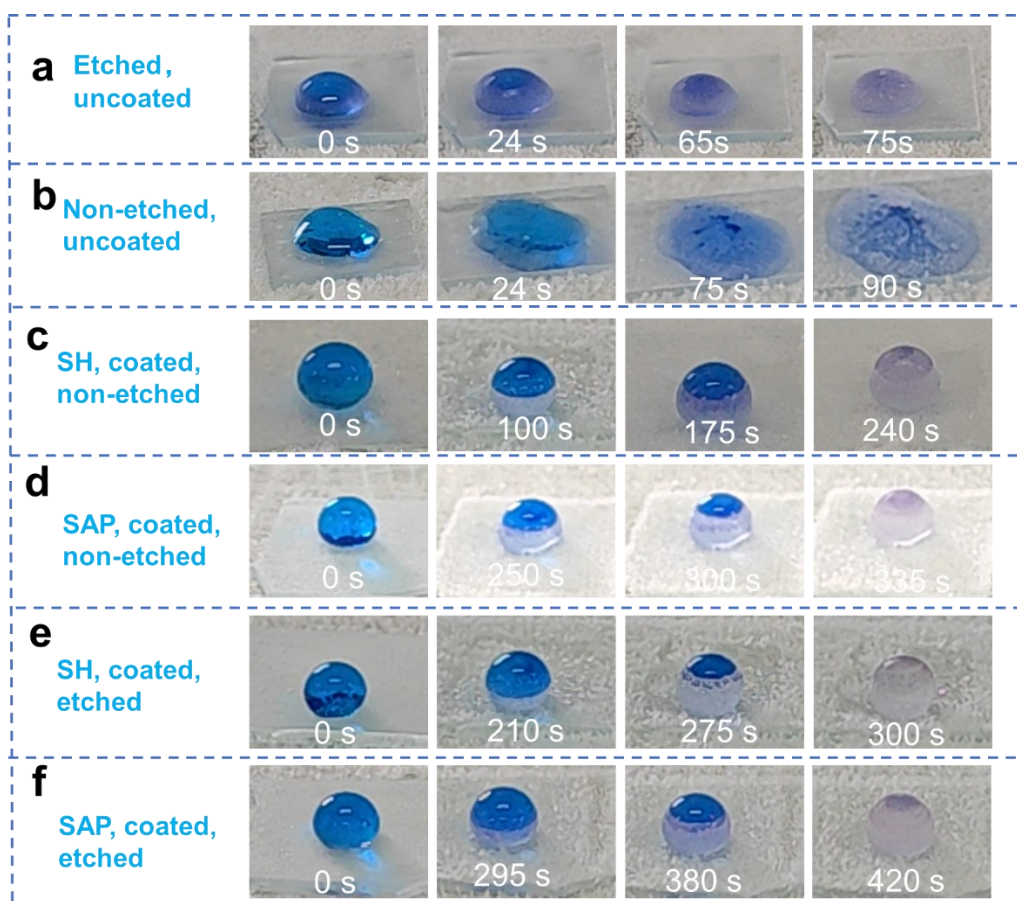 a
Etched,
uncoated
0 s
24 s
65s
75s
b
Non-etched,
uncoated
0 s
24 s
75 s
90 s
c
SH, coated,
non-etched
0 s
100 s
175 s
240 s
d
SAP, coated,
non-etched
0 s
250 s
300 s
335 s
e
SH, coated,
etched
0 s
210 s
275 s
300 s
f
SAP, coated,
etched
0 s
295 s
380 s
420 s